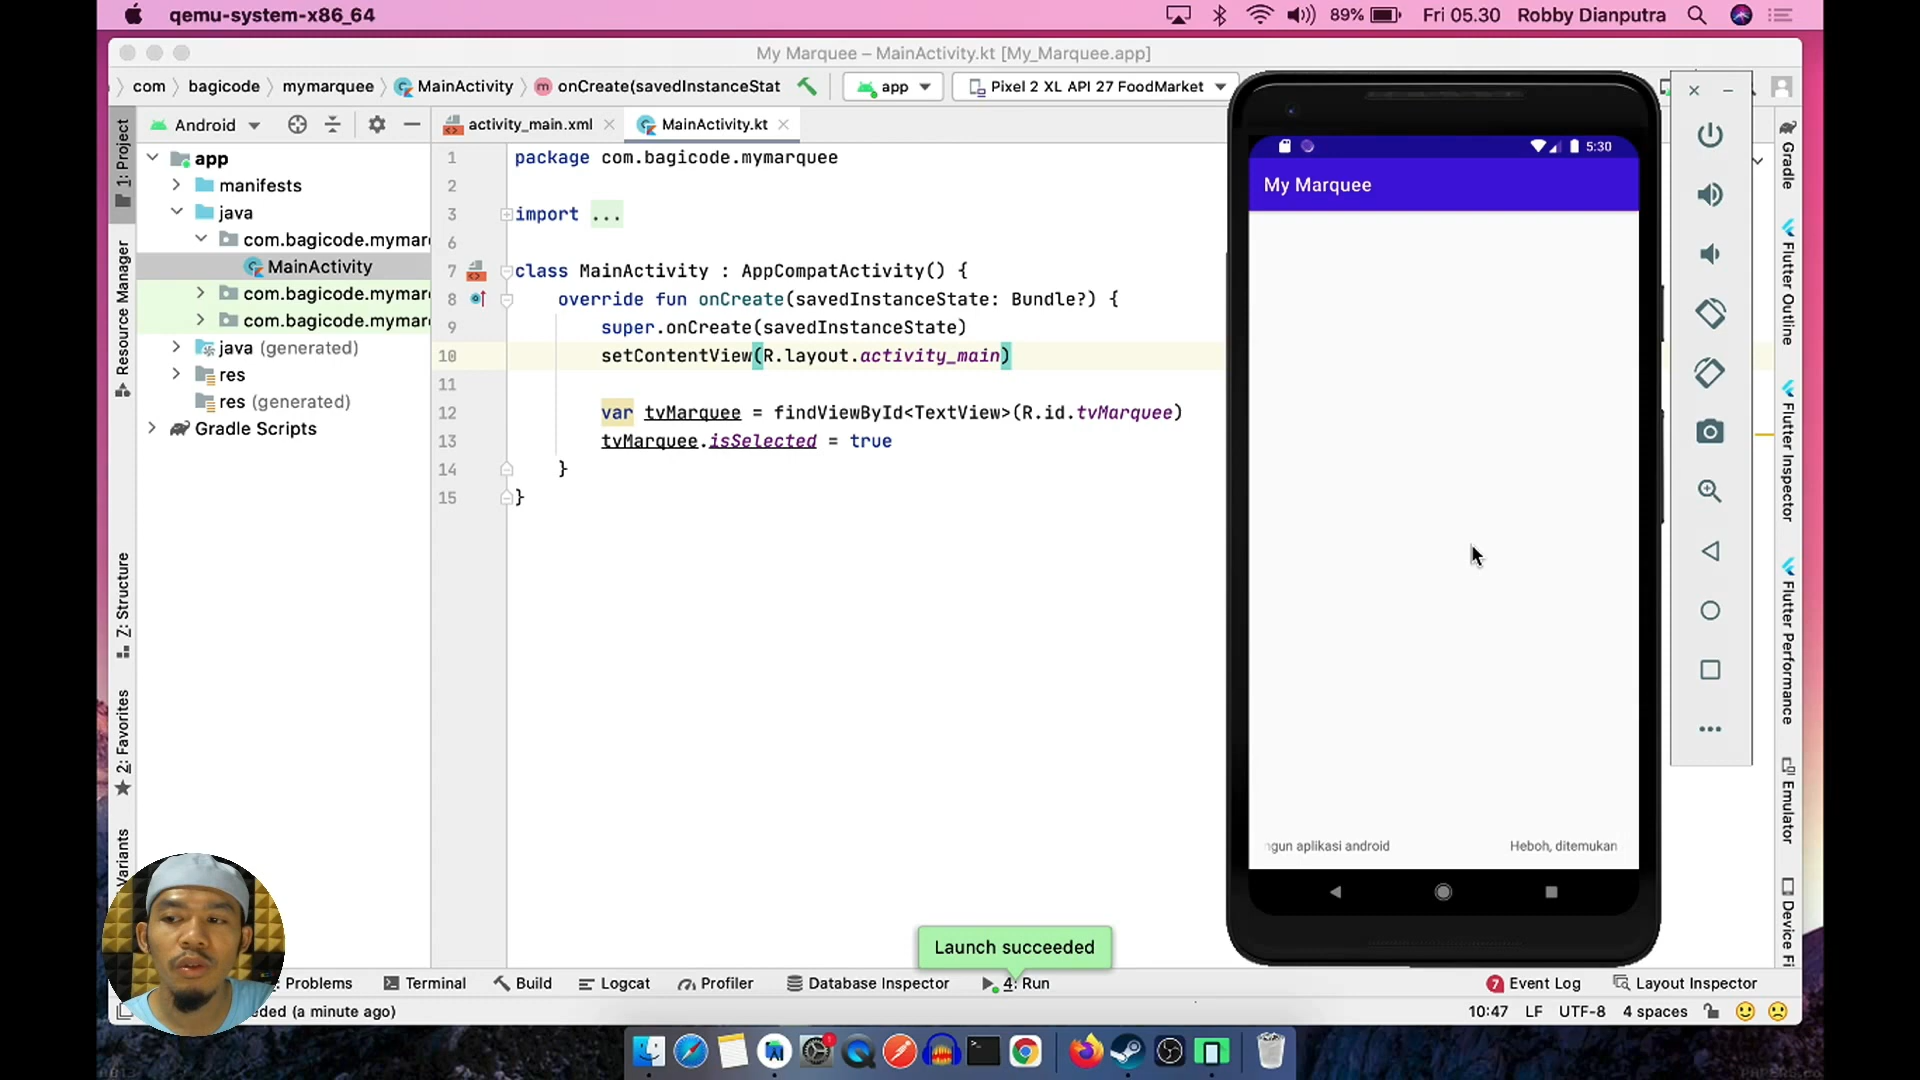 qemu-system-x86_64
89%
Fri 05.30
Robby Dianputra
My Marquee – MainActivity.kt [My_Marquee.app]
com
bagicode
mymarquee
MainActivity
onCreate(savedInstanceStat
app
Pixel 2 XL API 27 FoodMarket
1: Project
Resource Manager
Z: Structure
2: Favorites
Variants
Android
app
manifests
java
com.bagicode.mymar
MainActivity
com.bagicode.mymar
com.bagicode.mymar
java (generated)
res
res (generated)
Gradle Scripts
activity_main.xml
MainActivity.kt
1 package com.bagicode.mymarquee
2
3 import ...
6
7 class MainActivity : AppCompatActivity() {
8 override fun onCreate(savedInstanceState: Bundle?) {
9 super.onCreate(savedInstanceState)
10 setContentView(R.layout.activity_main)
11
12 var tvMarquee = findViewById<TextView>(R.id.tvMarquee)
13 tvMarquee.isSelected = true
14 }
15 }
5:30
My Marquee
ngun aplikasi android
Heboh, ditemukan
Gradle
Flutter Outline
Flutter Inspector
Flutter Performance
Emulator
Device Fi
Launch succeeded
Problems
Terminal
Build
Logcat
Profiler
Database Inspector
4: Run
7 Event Log
Layout Inspector
ded (a minute ago)
10:47
LF
UTF-8
4 spaces
1